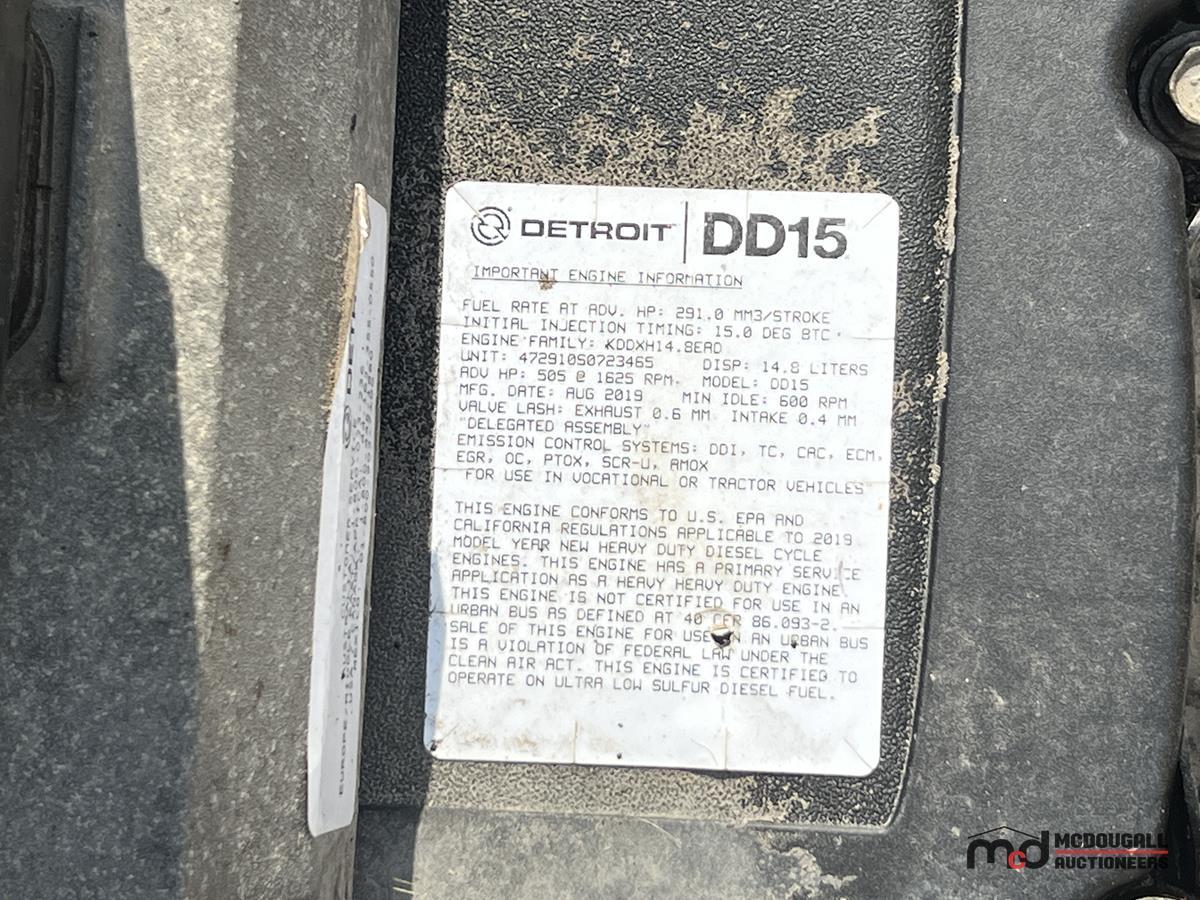 DETROIT DD15
IMPORTANT ENGINE INFORMATION
FUEL RATE AT ADV. HP: 291.0 MM3/STROKE
INITIAL INJECTION TIMING: 15.0 DEG BTC
ENGINE FAMILY: KDDXH14.8EAD
UNIT: 472910S0723465 DISP: 14.8 LITERS
ADV HP: 505 @ 1625 RPM. MODEL: DD15
MFG. DATE: AUG 2019 MIN IDLE: 600 RPM
VALVE LASH: EXHAUST 0.6 MM INTAKE 0.4 MM
"DELEGATED ASSEMBLY"
EMISSION CONTROL SYSTEMS: DDI, TC, CAC, ECM,
EGR, OC, PTOX, SCR-U, AMOX
FOR USE IN VOCATIONAL OR TRACTOR VEHICLES
THIS ENGINE CONFORMS TO U.S. EPA AND
CALIFORNIA REGULATIONS APPLICABLE TO 2019
MODEL YEAR NEW HEAVY DUTY DIESEL CYCLE
ENGINES. THIS ENGINE HAS A PRIMARY SERVICE
APPLICATION AS A HEAVY HEAVY DUTY ENGINE
THIS ENGINE IS NOT CERTIFIED FOR USE IN AN
URBAN BUS AS DEFINED AT 40 CFR 86.093-2.
SALE OF THIS ENGINE FOR USE IN AN URBAN BUS
IS A VIOLATION OF FEDERAL LAW UNDER THE
CLEAN AIR ACT. THIS ENGINE IS CERTIFIED TO
OPERATE ON ULTRA LOW SULFUR DIESEL FUEL.
md MCDOUGALL
AUCTIONEERS